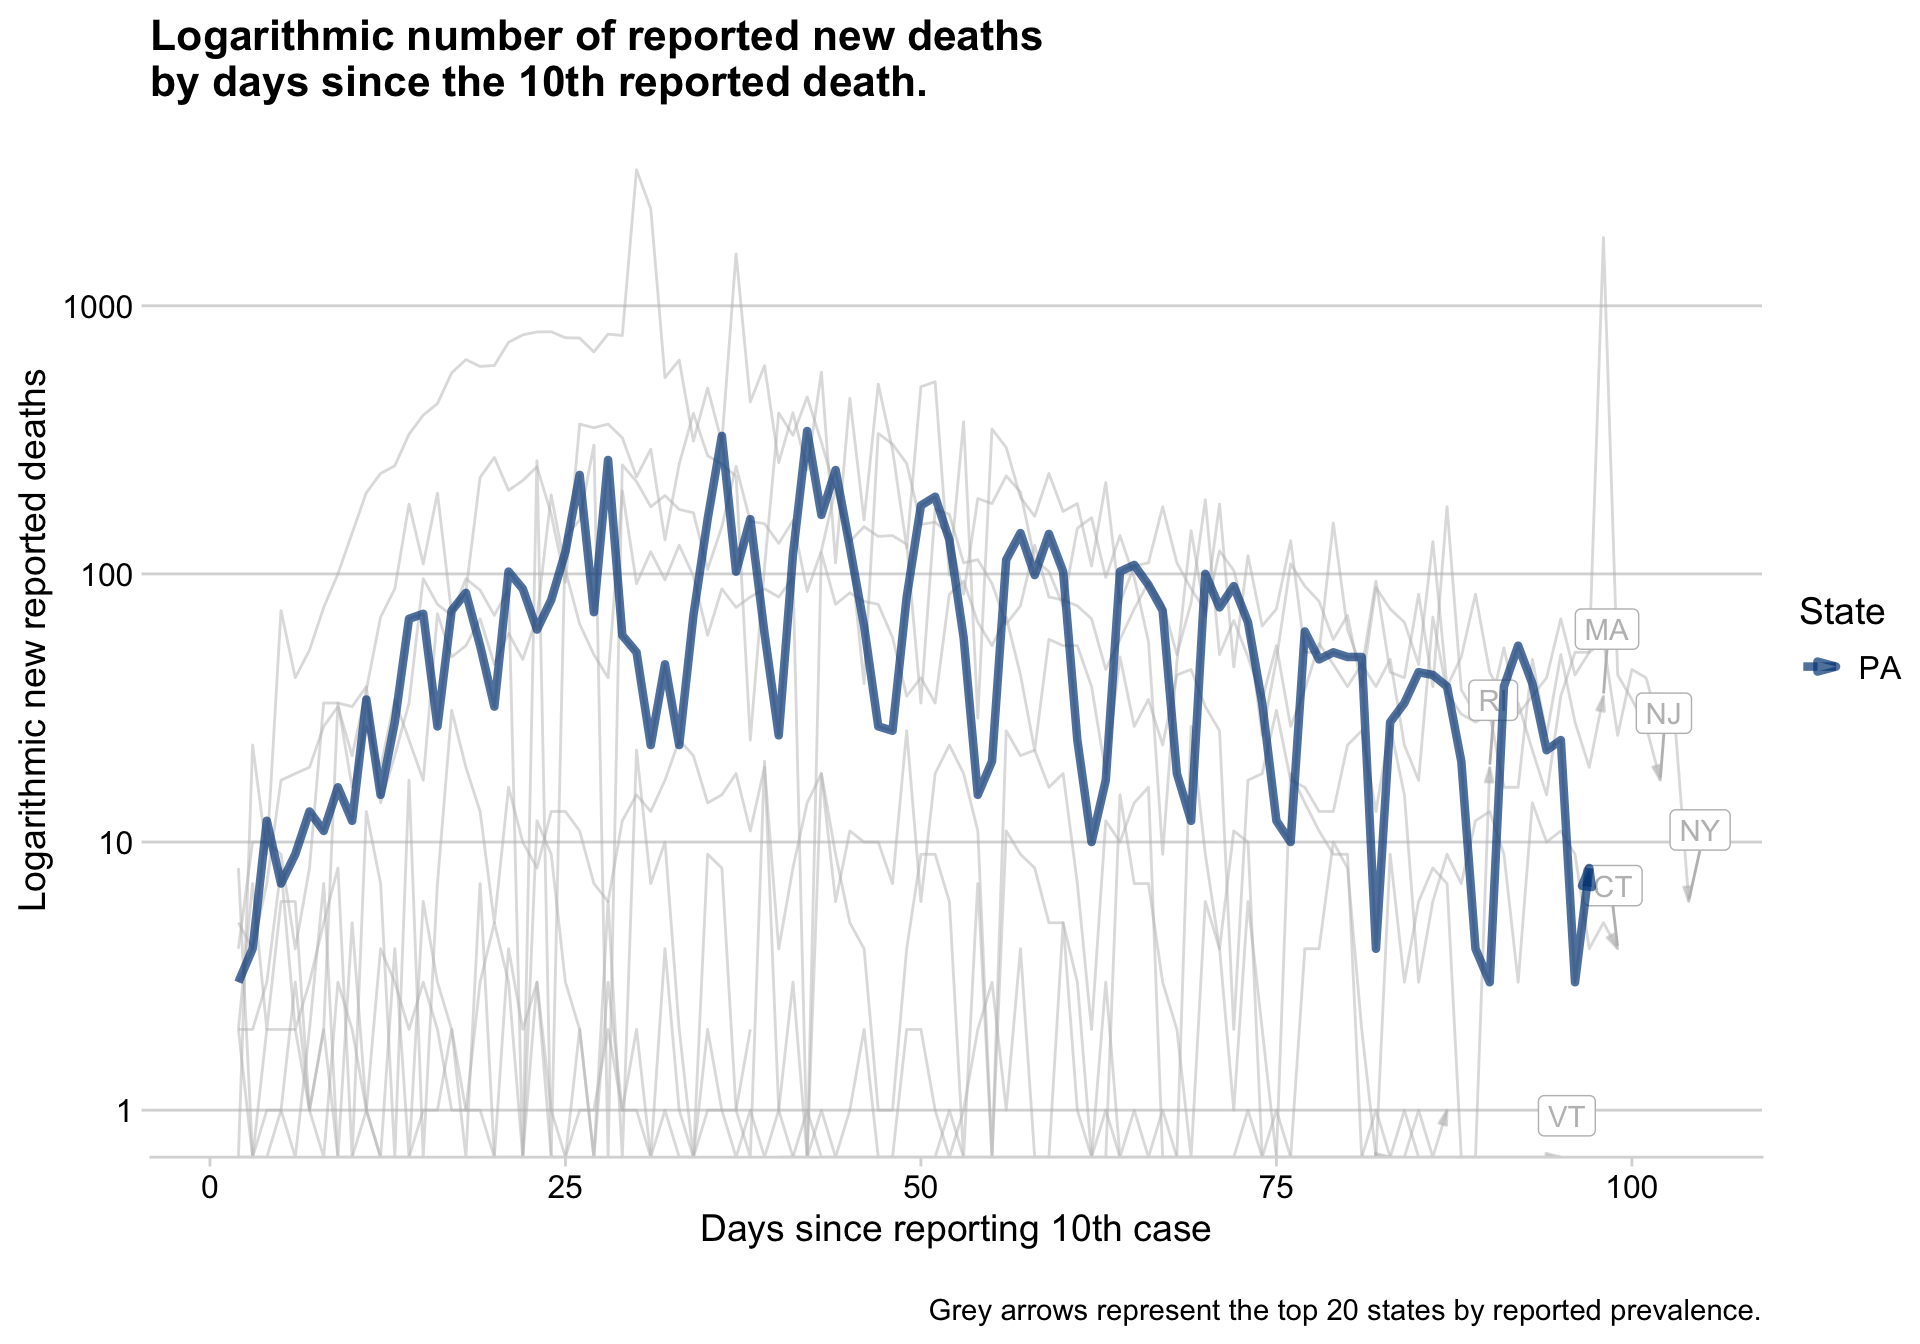 Logarithmic number of reported new deaths
by days since the 10th reported death.
Logarithmic new reported deaths
1000
100
10
1
MA
RI
NJ
NY
CT
VT
State
PA
0 25 50 75 100
Days since reporting 10th case
Grey arrows represent the top 20 states by reported prevalence.